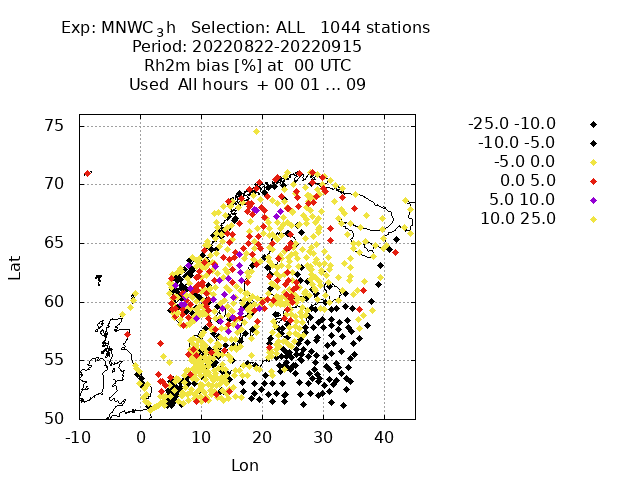 Exp: MNWC_3h   Selection: ALL   1044 stations
Period: 20220822-20220915
Rh2m bias [%] at  00 UTC
Used  All hours  + 00 01 ... 09
-25.0 -10.0
-10.0 -5.0
-5.0 0.0
0.0 5.0
5.0 10.0
10.0 25.0
75
70
65
60
55
50
Lat
-10 0 10 20 30 40
Lon